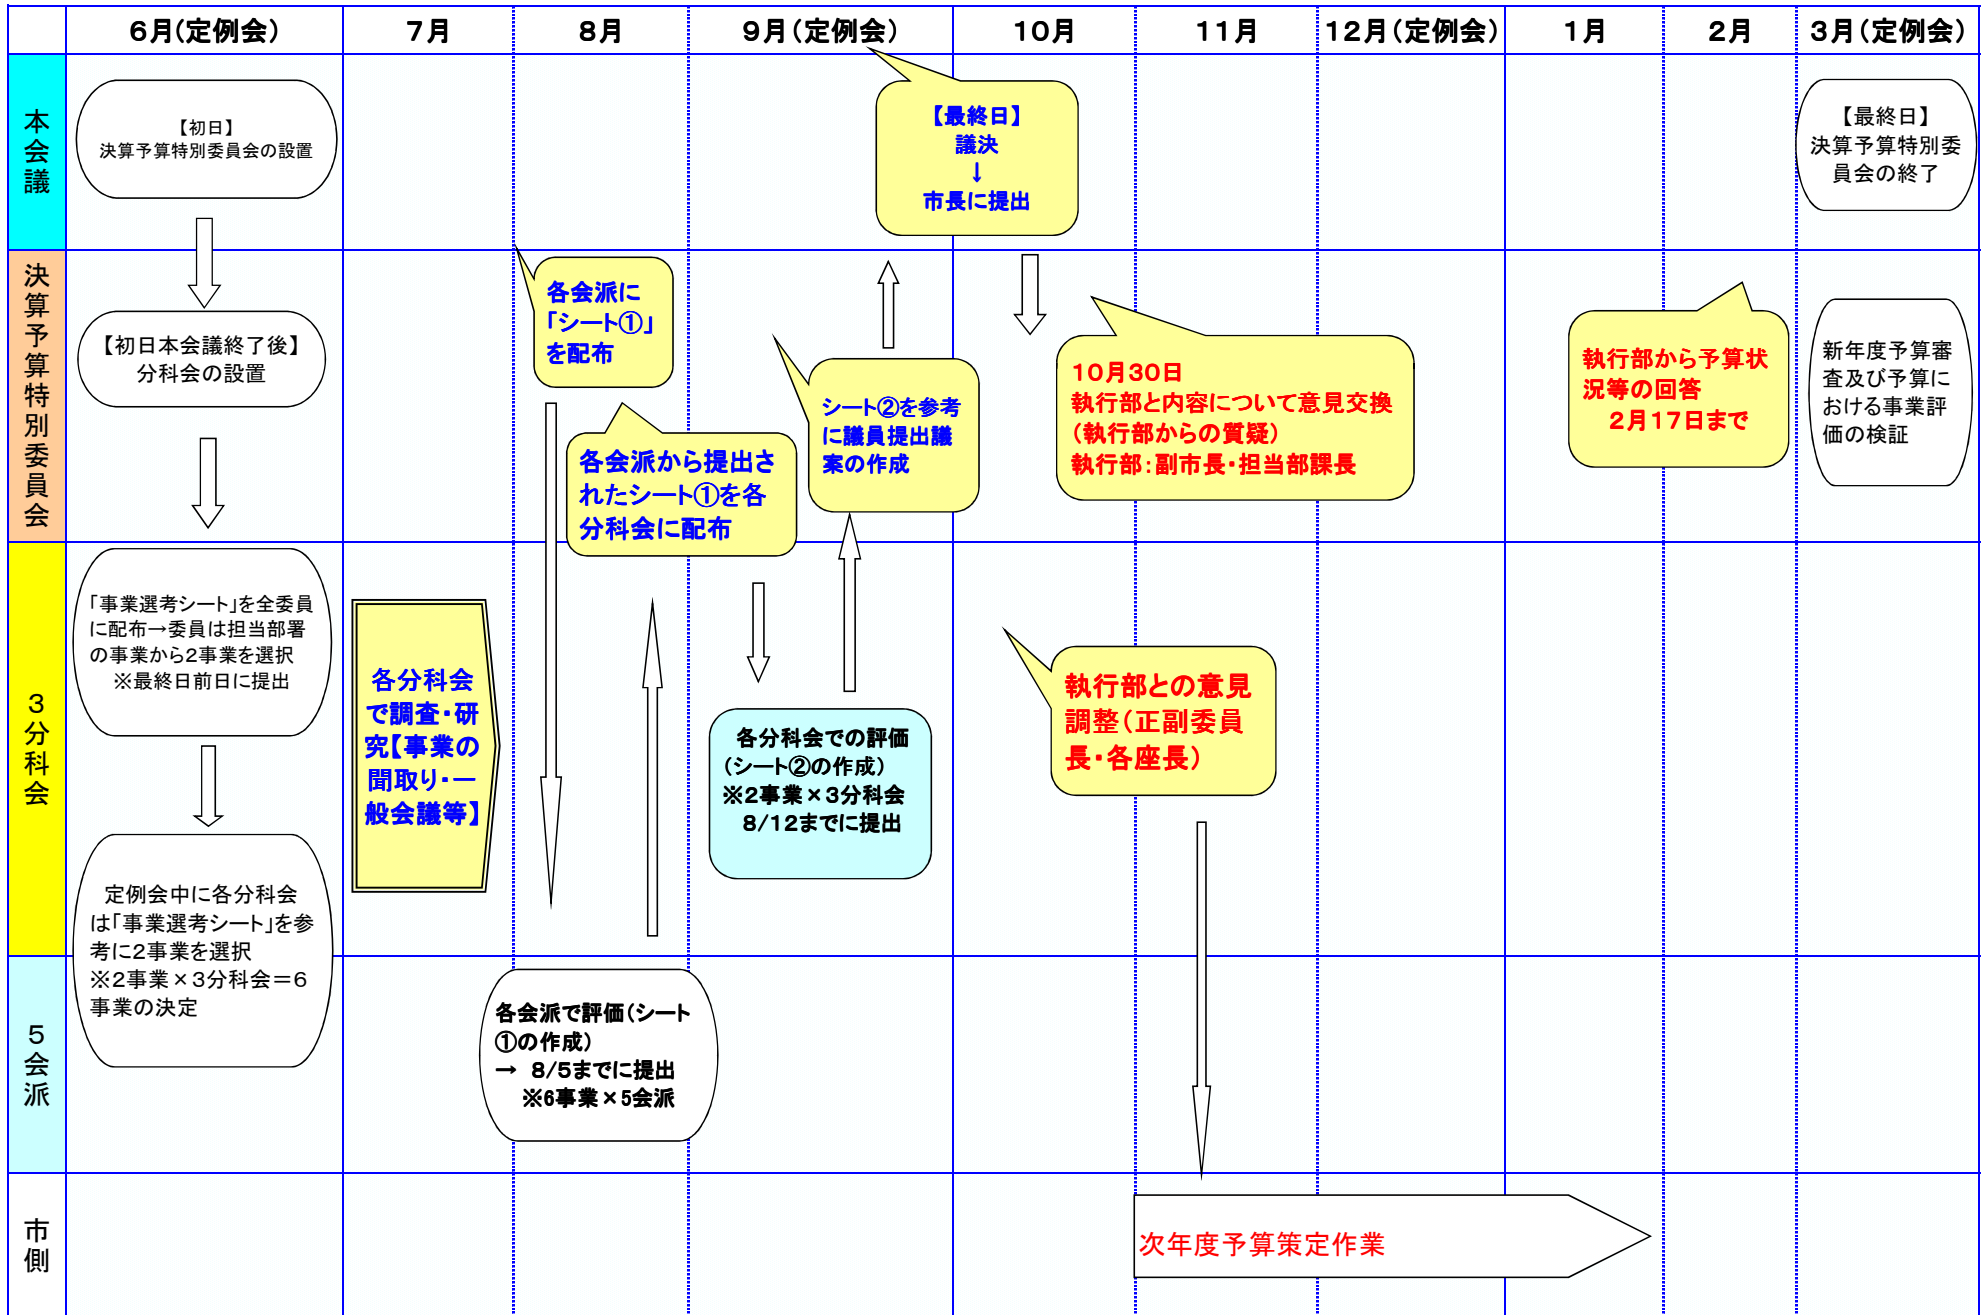 6月(定例会)
7月
8月
9月(定例会)
10月
11月
12月(定例会)
1月
2月
3月(定例会)
本会議
【初日】
決算予算特別委員会の設置
【最終日】
議決
↓
市長に提出
【最終日】
決算予算特別委
員会の終了
決算予算特別委員会
【初日本会議終了後】
分科会の設置
各会派に
「シート①」
を配布
各会派から提出さ
れたシート①を各
分科会に配布
シート②を参考
に議員提出議
案の作成
10月30日
執行部と内容について意見交換
(執行部からの質疑)
執行部:副市長・担当部課長
執行部から予算状
況等の回答
2月17日まで
新年度予算審
査及び予算に
おける事業評
価の検証
3分科会
「事業選考シート」を全委員
に配布→委員は担当部署
の事業から2事業を選択
※最終日前日に提出
定例会中に各分科会
は「事業選考シート」を参
考に2事業を選択
※2事業×3分科会=6
事業の決定
各分科会
で調査・研
究【事業の
聞取り・一
般会議等】
各分科会での評価
(シート②の作成)
※2事業×3分科会
8/12までに提出
執行部との意見
調整(正副委員
長・各座長)
5会派
各会派で評価(シート
①の作成)
→ 8/5までに提出
※6事業×5会派
市側
次年度予算策定作業